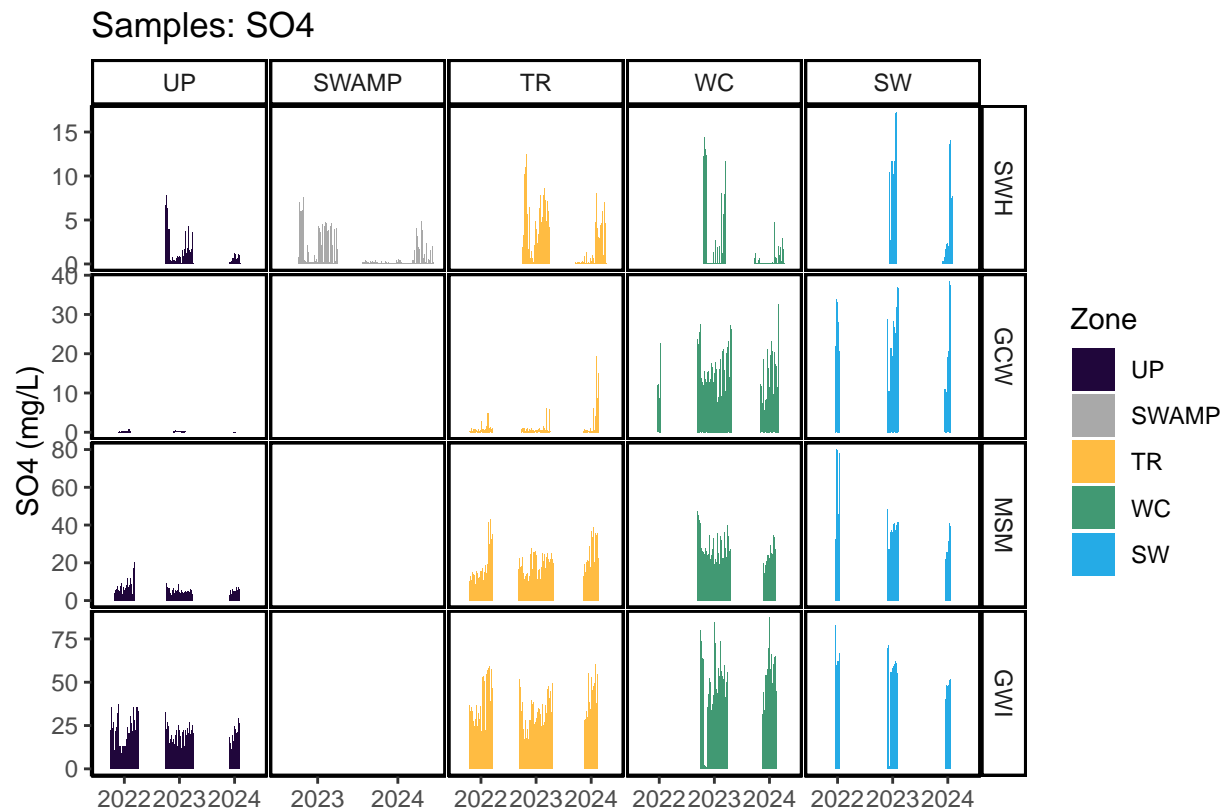 Samples: SO4
UP SWAMP TR WC SW
15
10
5
0
SWH
40
30
20
10
0
GCW
80
60
40
20
0
MSM
75
50
25
0
GWI
SO4 (mg/L)
2022 2023 2024 2023 2024 2022 2023 2024 2022 2023 2024 2022 2023 2024
Zone
UP
SWAMP
TR
WC
SW